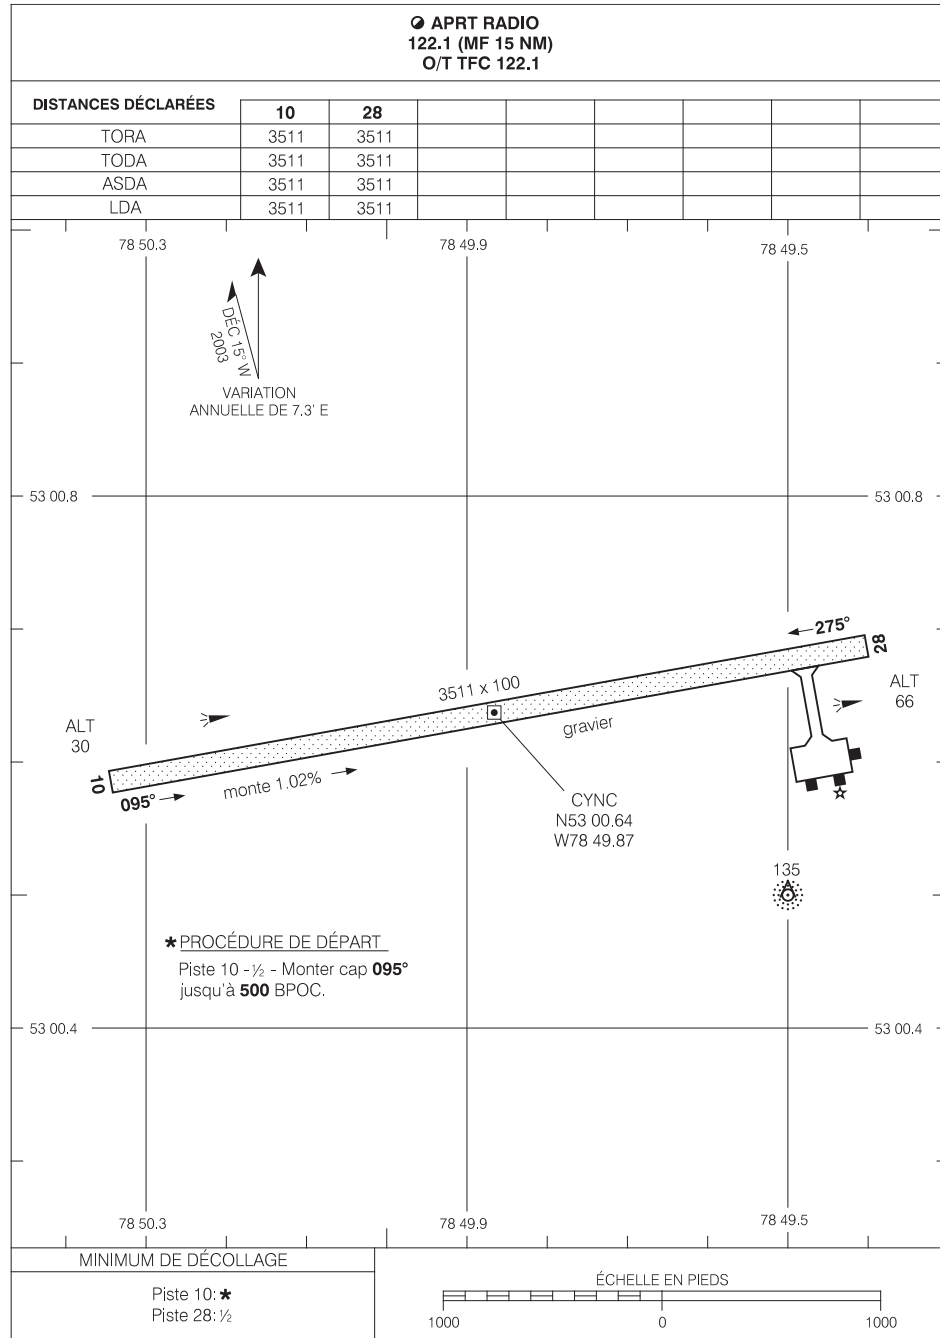 APRT RADIO
122.1 (MF 15 NM)
O/T TFC 122.1
DISTANCES DÉCLARÉES 10 28
TORA 3511 3511
TODA 3511 3511
ASDA 3511 3511
LDA 3511 3511
78 50.3 78 49.9 78 49.5
DÉC 15° W
2003
VARIATION
ANNUELLE DE 7.3' E
53 00.8 53 00.8
275°
28
3511 x 100
ALT
66
gravier
ALT
30
10
095°
monte 1.02%
CYNC
N53 00.64
W78 49.87
135
*PROCÉDURE DE DÉPART
Piste 10 - ½ - Monter cap 095°
jusqu'à 500 BPOC.
53 00.4 53 00.4
78 50.3 78 49.9 78 49.5
MINIMUM DE DÉCOLLAGE
Piste 10: *
Piste 28: ½
ÉCHELLE EN PIEDS
1000 0 1000